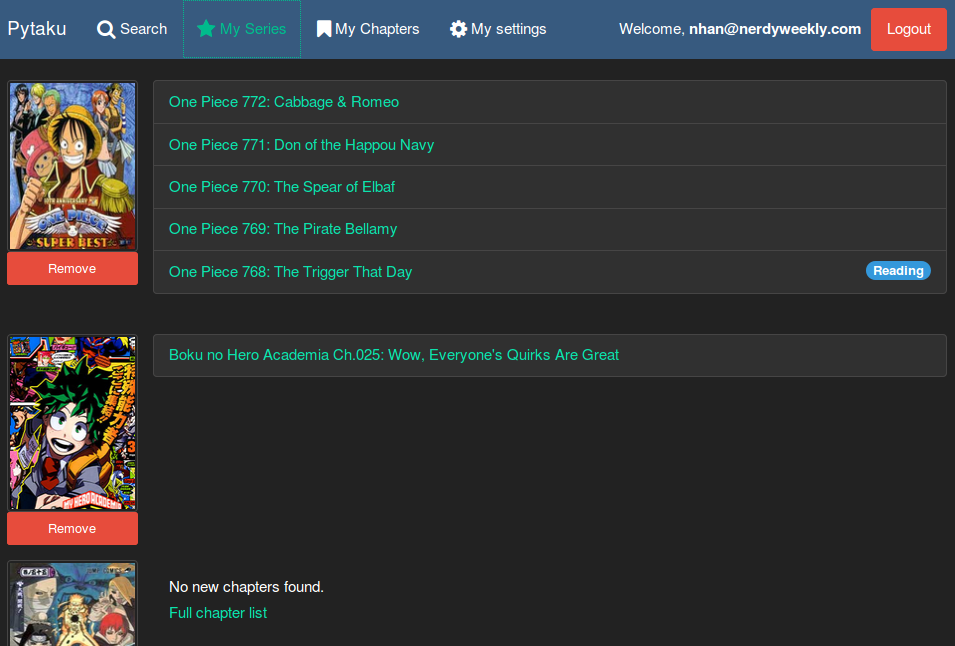 Pytaku
Search
My Series
My Chapters
My settings
Welcome, nhan@nerdyweekly.com
Logout
ONE PIECE
SUPER BEST
Remove
One Piece 772: Cabbage & Romeo
One Piece 771: Don of the Happou Navy
One Piece 770: The Spear of Elbaf
One Piece 769: The Pirate Bellamy
One Piece 768: The Trigger That Day
Reading
MY HERO ACADEMIA
Remove
Boku no Hero Academia Ch.025: Wow, Everyone's Quirks Are Great
No new chapters found.
Full chapter list